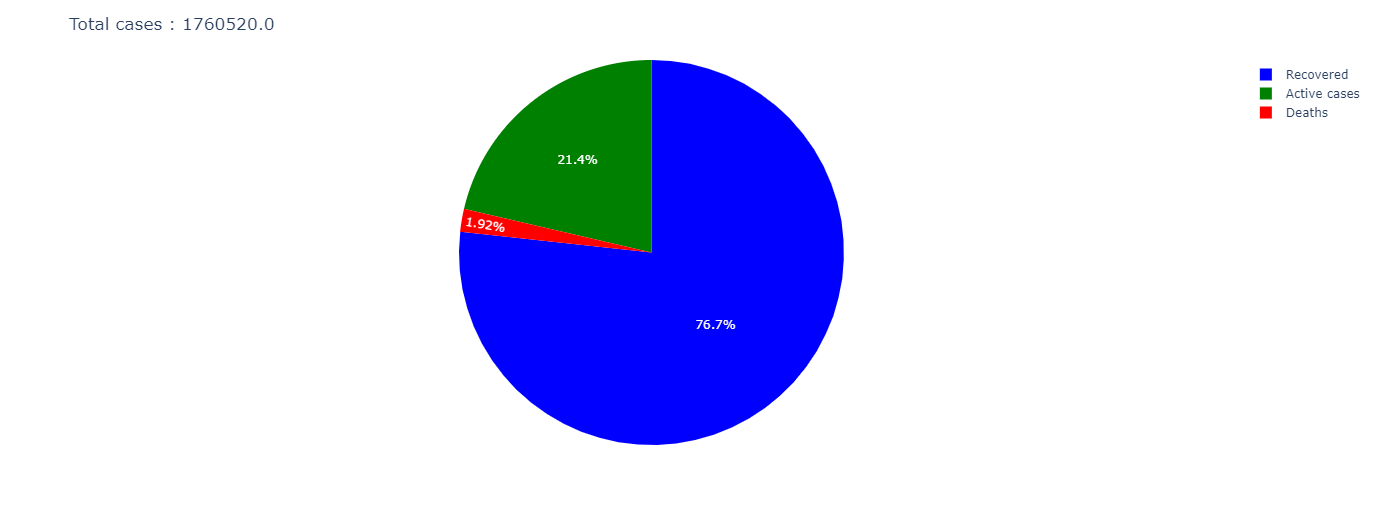 Total cases : 1760520.0
Recovered
Active cases
Deaths
21.4%
1.92%
76.7%